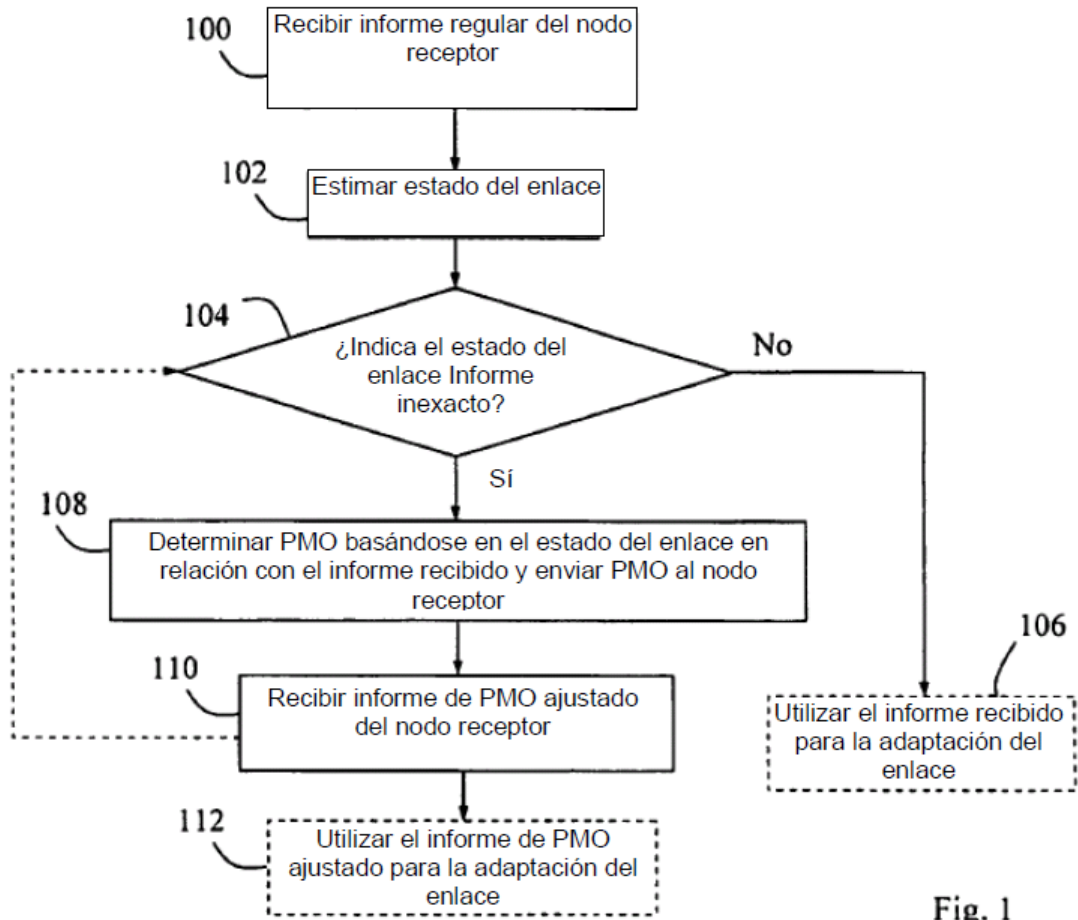 100
Recibir informe regular del nodo
receptor
102
Estimar estado del enlace
104
¿Indica el estado del
enlace Informe
inexacto?
No
Sí
108
Determinar PMO basándose en el estado del enlace en
relación con el informe recibido y enviar PMO al nodo
receptor
106
Utilizar el informe recibido
para la adaptación del
enlace
110
Recibir informe de PMO ajustado
del nodo receptor
112
Utilizar el informe de PMO
ajustado para la adaptación del
enlace
Fig. 1